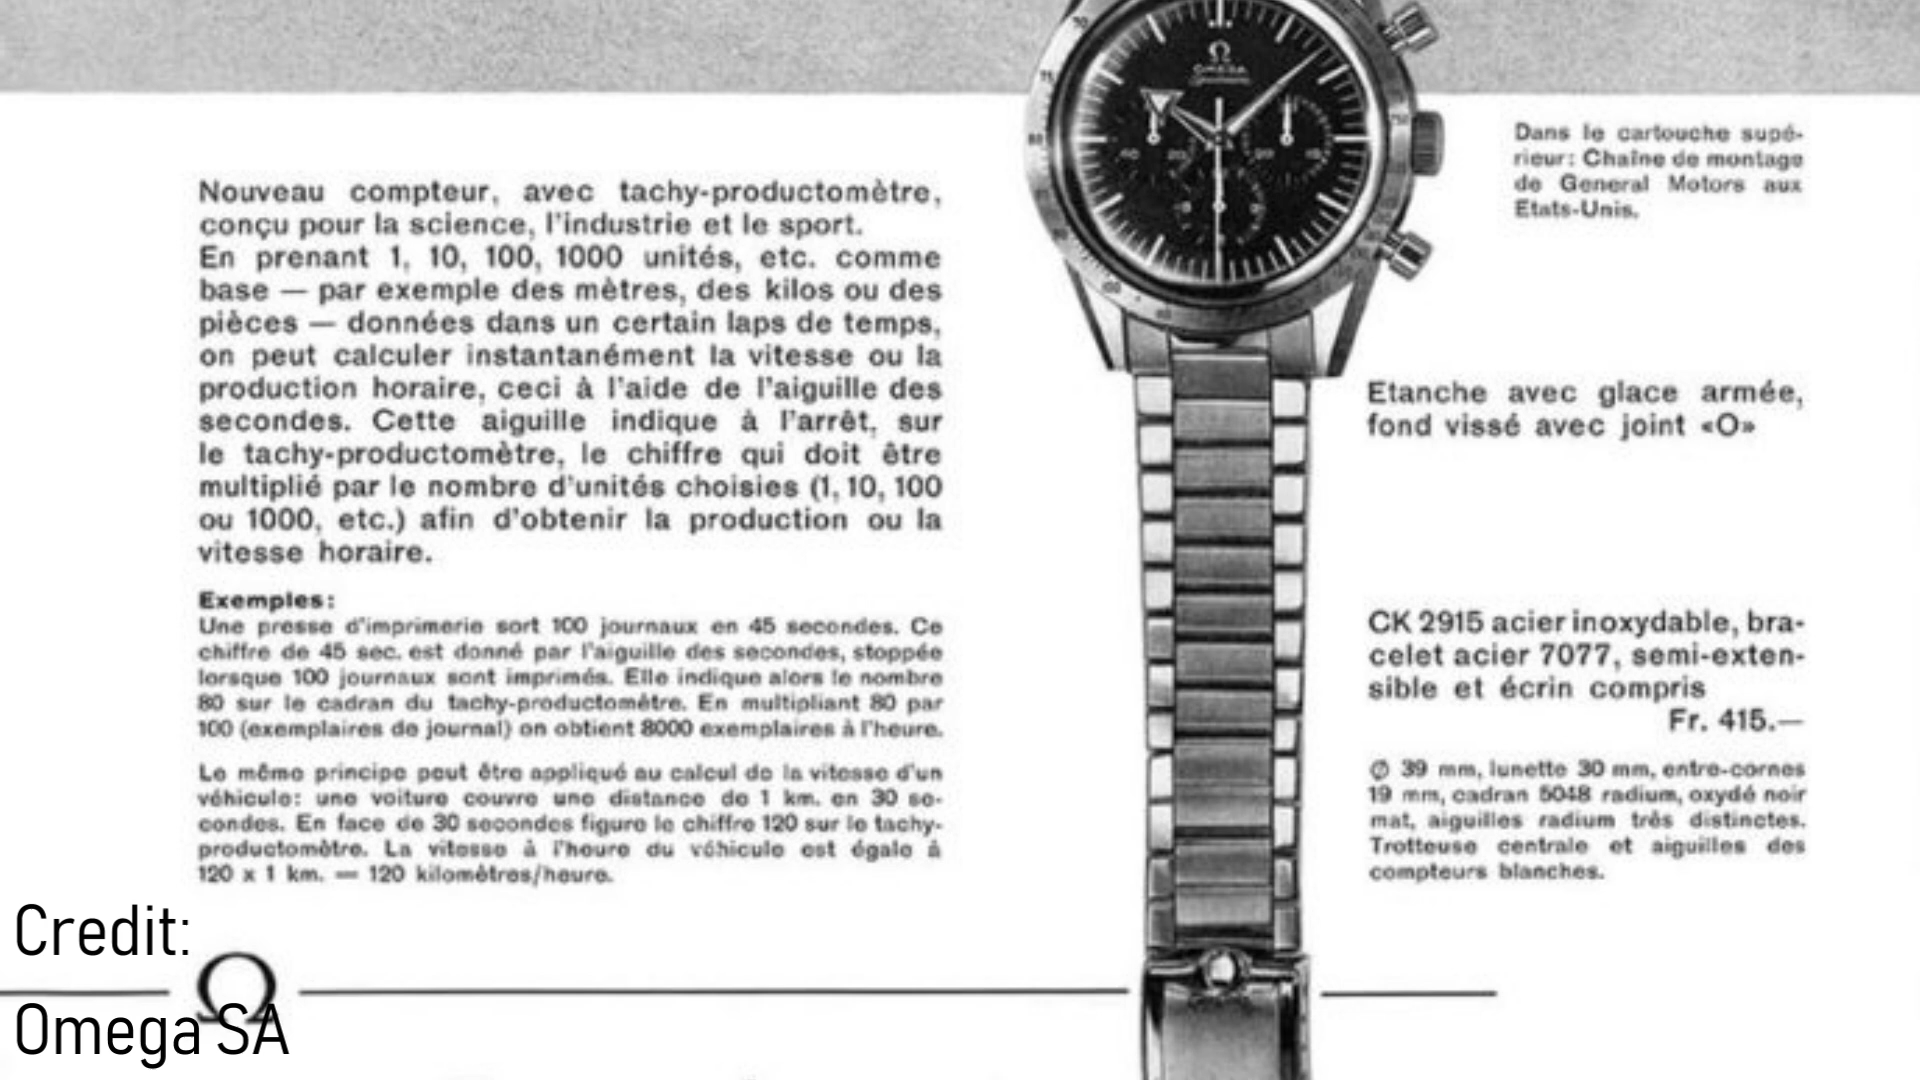 Nouveau compteur, avec tachy-productomètre,
conçu pour la science, l'industrie et le sport.
En prenant 1, 10, 100, 1000 unités, etc. comme
base — par exemple des mètres, des kilos ou des
pièces — données dans un certain laps de temps,
on peut calculer instantanément la vitesse ou la
production horaire, ceci à l'aide de l'aiguille des
secondes. Cette aiguille indique à l'arrêt, sur
le tachy-productomètre, le chiffre qui doit être
multiplié par le nombre d'unités choisies (1, 10, 100
ou 1000, etc.) afin d'obtenir la production ou la
vitesse horaire.
Exemples:
Une presse d'imprimerie sort 100 journaux en 45 secondes. Ce
chiffre de 45 sec. est donné par l'aiguille des secondes, stoppée
lorsque 100 journaux sont imprimés. Elle indique alors le nombre
80 sur le cadran du tachy-productomètre. En multipliant 80 par
100 (exemplaires de journal) on obtient 8000 exemplaires à l'heure.
Le même principe peut être appliqué au calcul de la vitesse d'un
véhicule: une voiture couvre une distance de 1 km. en 30 se-
condes. En face de 30 secondes figure le chiffre 120 sur le tachy-
productomètre. La vitesse à l'heure du véhicule est égale à
120 x 1 km. = 120 kilomètres/heure.
Ω
OMEGA
Dans le cartouche supé-
rieur: Chaîne de montage
de General Motors aux
Etats-Unis.
Etanche avec glace armée,
fond vissé avec joint «O»
CK 2915 acier inoxydable, bra-
celet acier 7077, semi-exten-
sible et écrin compris
Fr. 415.—
∅ 39 mm, lunette 30 mm, entre-cornes
19 mm, cadran 5048 radium, oxydé noir
mat, aiguilles radium très distinctes.
Trotteuse centrale et aiguilles des
compteurs blanches.
Credit:
Ω
Omega SA